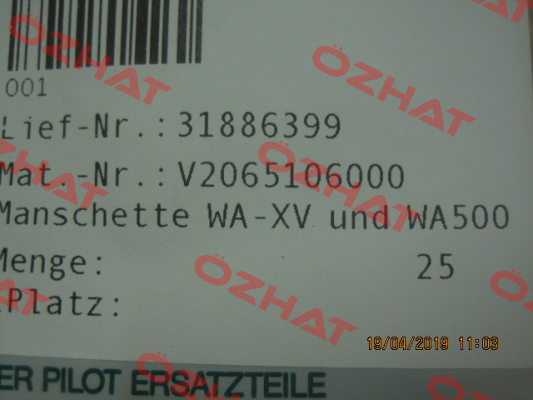 001
Lief-Nr.: 31886399
Mat.-Nr.: V2065106000
Manschette WA-XV und WA500
Menge: 25
Platz:
19/04/2019 11:03
ER PILOT ERSATZTEILE
ÖZHAT
ÖZHAT
ÖZHAT
ÖZHAT